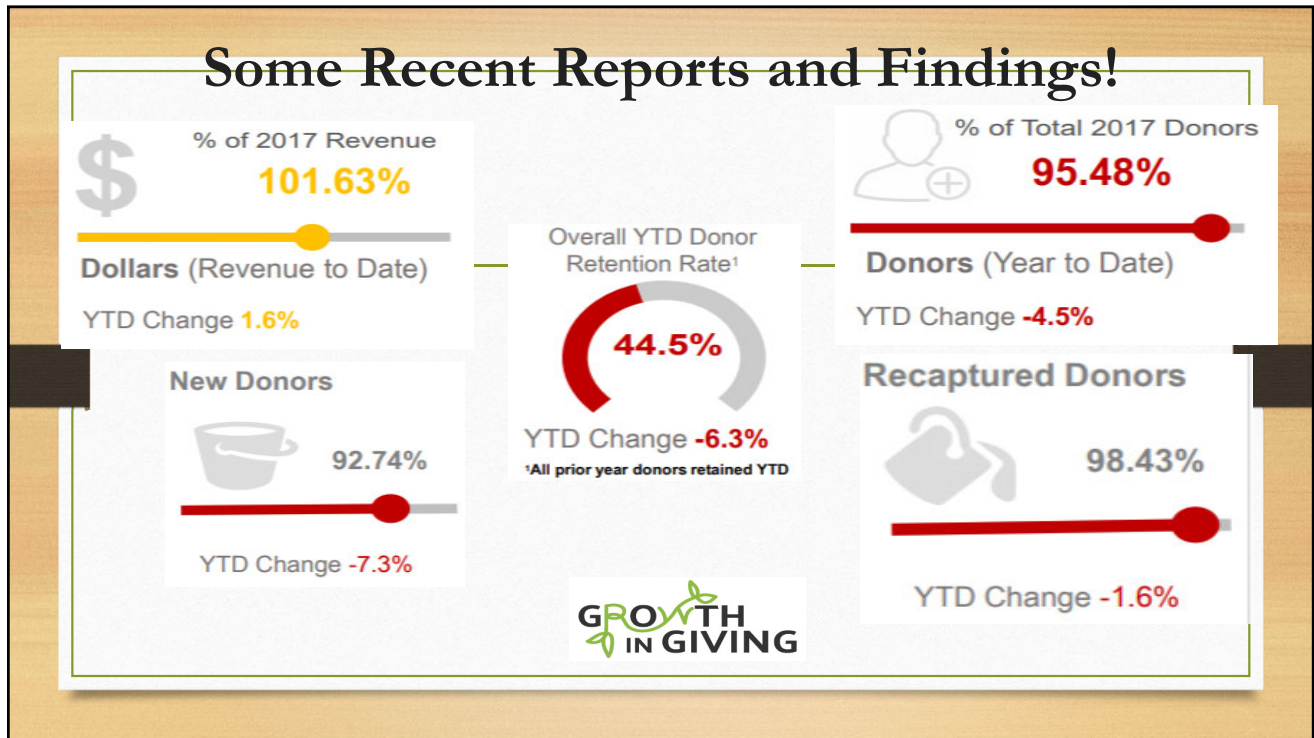 Some Recent Reports and Findings!
$
% of 2017 Revenue
101.63%
Dollars (Revenue to Date)
YTD Change 1.6%
New Donors
92.74%
YTD Change -7.3%
Overall YTD Donor
Retention Rate¹
44.5%
YTD Change -6.3%
¹All prior year donors retained YTD
GROWTH
IN GIVING
% of Total 2017 Donors
95.48%
Donors (Year to Date)
YTD Change -4.5%
Recaptured Donors
98.43%
YTD Change -1.6%